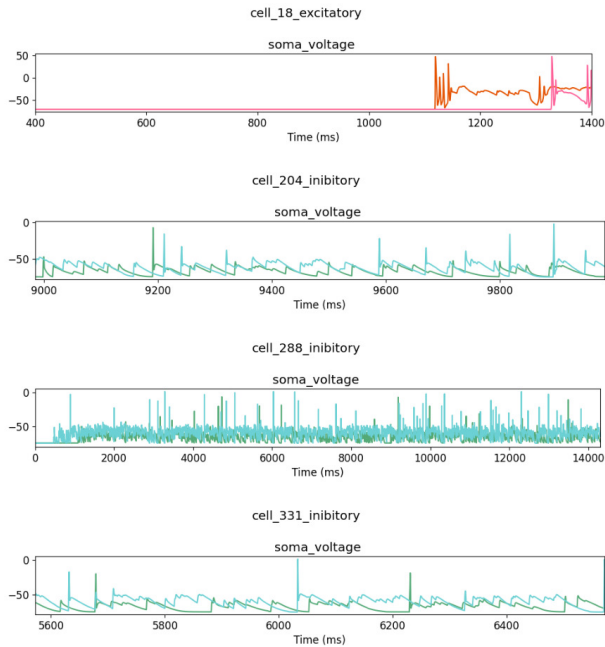 cell_18_excitatory
soma_voltage
50
0
−50
400 600 800 1000 1200 1400
Time (ms)
cell_204_inibitory
soma_voltage
0
−50
9000 9200 9400 9600 9800
Time (ms)
cell_288_inibitory
soma_voltage
0
−50
0 2000 4000 6000 8000 10000 12000 14000
Time (ms)
cell_331_inibitory
soma_voltage
0
−50
5600 5800 6000 6200 6400
Time (ms)